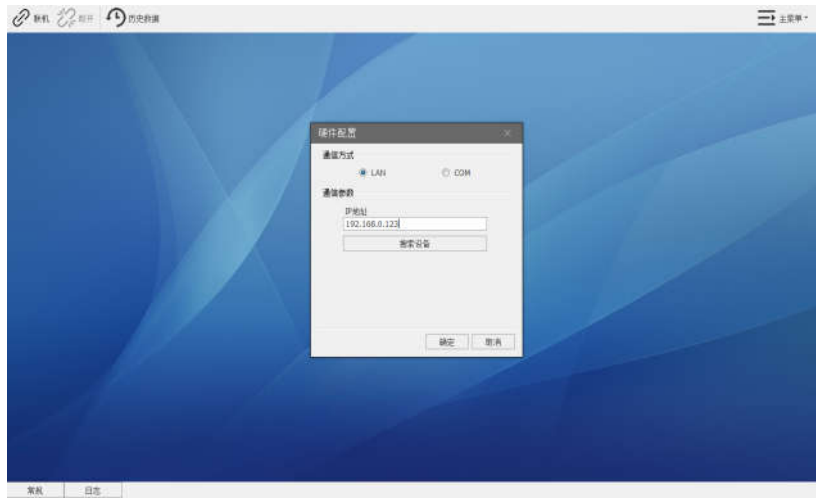 联机 断开 历史数据 主菜单
硬件配置
通信方式
LAN COM
通信参数
IP地址
192.168.0.123
搜索设备
确定 取消
常规 日志